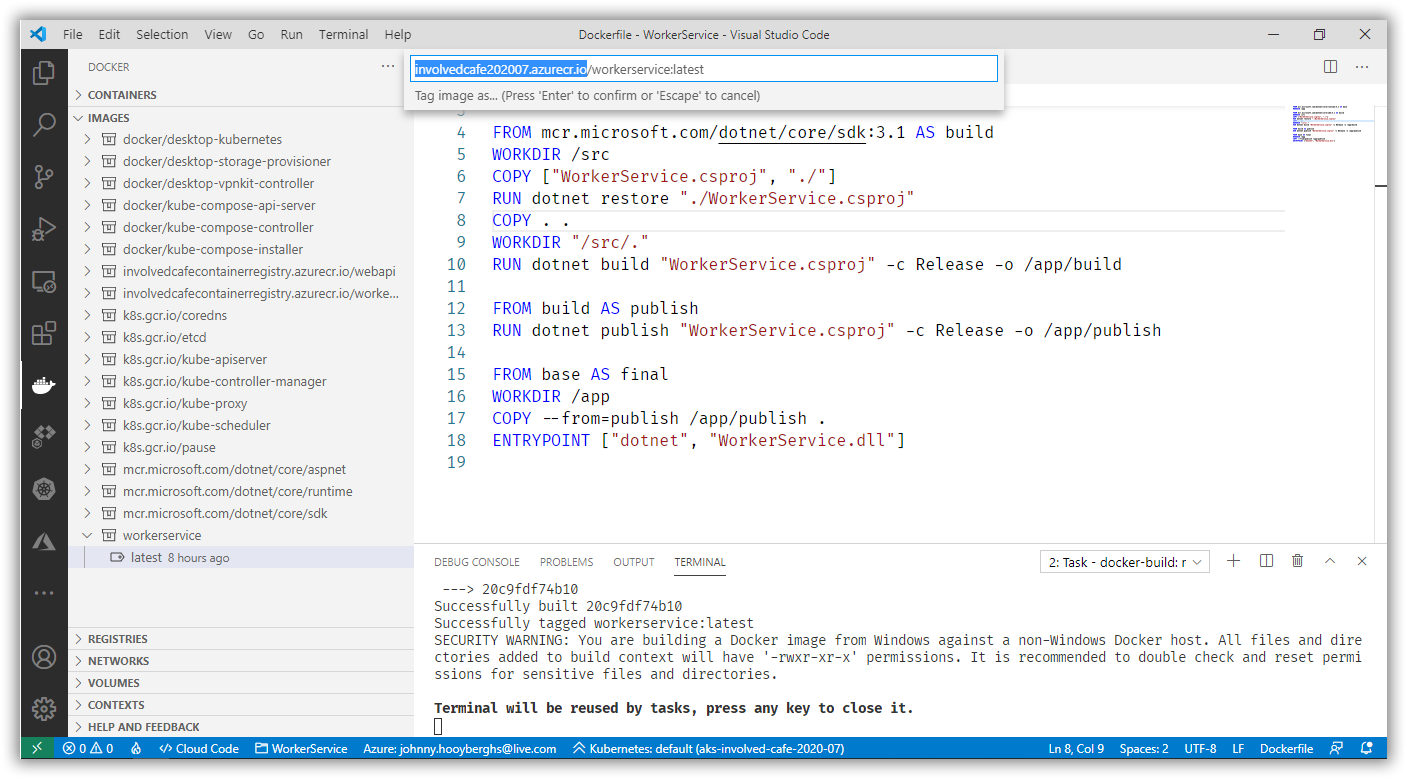 File Edit Selection View Go Run Terminal Help
Dockerfile - WorkerService - Visual Studio Code
DOCKER
involvedcafe202007.azurecr.io/workerservice:latest
Tag image as... (Press 'Enter' to confirm or 'Escape' to cancel)
CONTAINERS
IMAGES
docker/desktop-kubernetes
docker/desktop-storage-provisioner
docker/desktop-vpnkit-controller
docker/kube-compose-api-server
docker/kube-compose-controller
docker/kube-compose-installer
involvedcafecontainerregistry.azurecr.io/webapi
involvedcafecontainerregistry.azurecr.io/worke...
k8s.gcr.io/coredns
k8s.gcr.io/etcd
k8s.gcr.io/kube-apiserver
k8s.gcr.io/kube-controller-manager
k8s.gcr.io/kube-proxy
k8s.gcr.io/kube-scheduler
k8s.gcr.io/pause
mcr.microsoft.com/dotnet/core/aspnet
mcr.microsoft.com/dotnet/core/runtime
mcr.microsoft.com/dotnet/core/sdk
workerservice
latest 8 hours ago
REGISTRIES
NETWORKS
VOLUMES
CONTEXTS
HELP AND FEEDBACK
3
4 FROM mcr.microsoft.com/dotnet/core/sdk:3.1 AS build
5 WORKDIR /src
6 COPY ["WorkerService.csproj", "./"]
7 RUN dotnet restore "./WorkerService.csproj"
8 COPY . .
9 WORKDIR "/src/."
10 RUN dotnet build "WorkerService.csproj" -c Release -o /app/build
11
12 FROM build AS publish
13 RUN dotnet publish "WorkerService.csproj" -c Release -o /app/publish
14
15 FROM base AS final
16 WORKDIR /app
17 COPY --from=publish /app/publish .
18 ENTRYPOINT ["dotnet", "WorkerService.dll"]
19
DEBUG CONSOLE PROBLEMS OUTPUT TERMINAL
2: Task - docker-build: r
---> 20c9fdf74b10
Successfully built 20c9fdf74b10
Successfully tagged workerservice:latest
SECURITY WARNING: You are building a Docker image from Windows against a non-Windows Docker host. All files and dire
ctories added to build context will have '-rwxr-xr-x' permissions. It is recommended to double check and reset permi
ssions for sensitive files and directories.
Terminal will be reused by tasks, press any key to close it.
0 0 Cloud Code WorkerService Azure: johnny.hooyberghs@live.com Kubernetes: default (aks-involved-cafe-2020-07) Ln 8, Col 9 Spaces: 2 UTF-8 LF Dockerfile